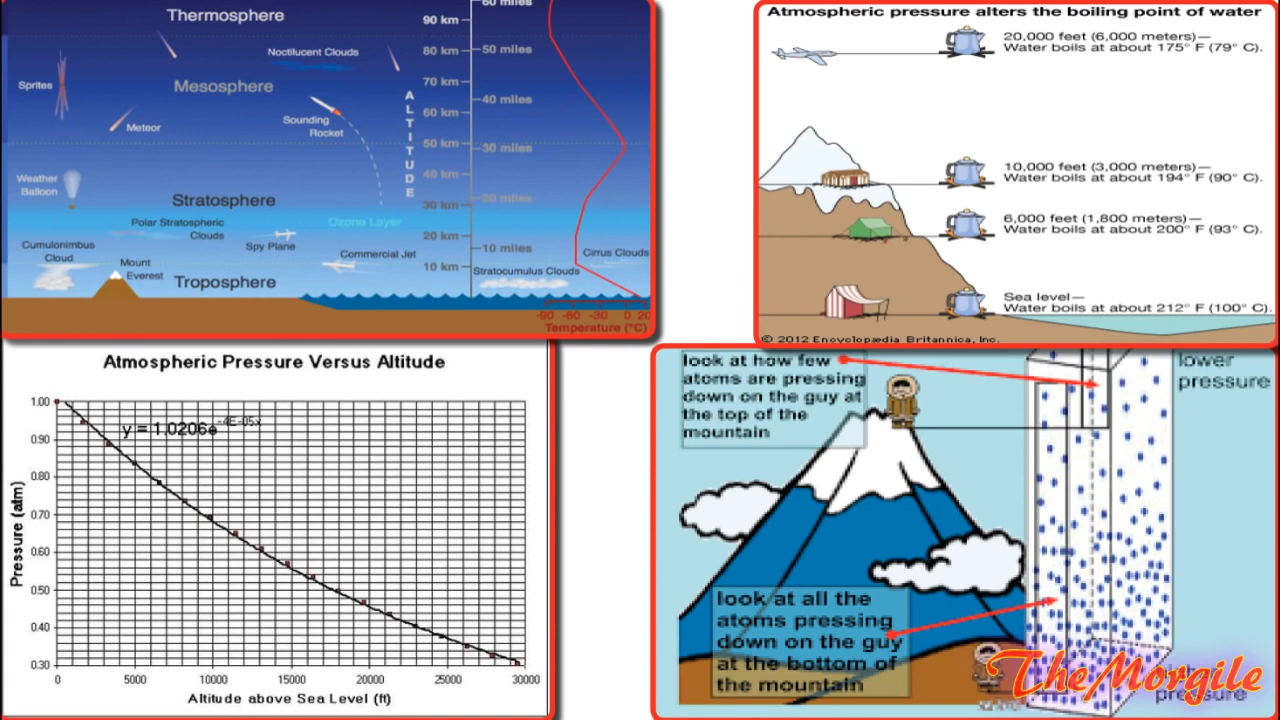 Thermosphere
60 miles
90 km
Noctilucent Clouds
80 km
50 miles
Sprites
Mesosphere
70 km
40 miles
ALTITUDE
Sounding
Rocket
60 km
Meteor
50 km
30 miles
Weather
Balloon
40 km
Stratosphere
30 km
20 miles
Polar Stratospheric
Clouds
Ozone Layer
20 km
Spy Plane
Cumulonimbus
Cloud
Commercial Jet
10 miles
Cirrus Clouds
Mount
Everest
10 km
Stratocumulus Clouds
Troposphere
-90 -60 -30 0 20
Temperature (°C)
Atmospheric pressure alters the boiling point of water
20,000 feet (6,000 meters)—
Water boils at about 175° F (79° C).
10,000 feet (3,000 meters)—
Water boils at about 194° F (90° C).
6,000 feet (1,800 meters)—
Water boils at about 200° F (93° C).
Sea level—
Water boils at about 212° F (100° C).
© 2012 Encyclopædia Britannica, Inc.
Atmospheric Pressure Versus Altitude
y = 1.0206e-4E-05x
Pressure (atm)
1.00
0.90
0.80
0.70
0.60
0.50
0.40
0.30
0 5000 10000 15000 20000 25000 30000
Altitude above Sea Level (ft)
look at how few
atoms are pressing
down on the guy at
the top of the
mountain
lower
pressure
look at all the
atoms pressing
down on the guy
at the bottom of
the mountain
pressure
TheMorgile